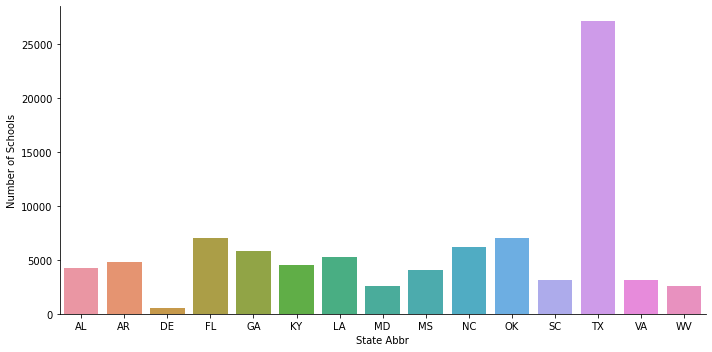 25000
20000
15000
10000
5000
0
Number of Schools
AL AR DE FL GA KY LA MD MS NC OK SC TX VA WV
State Abbr